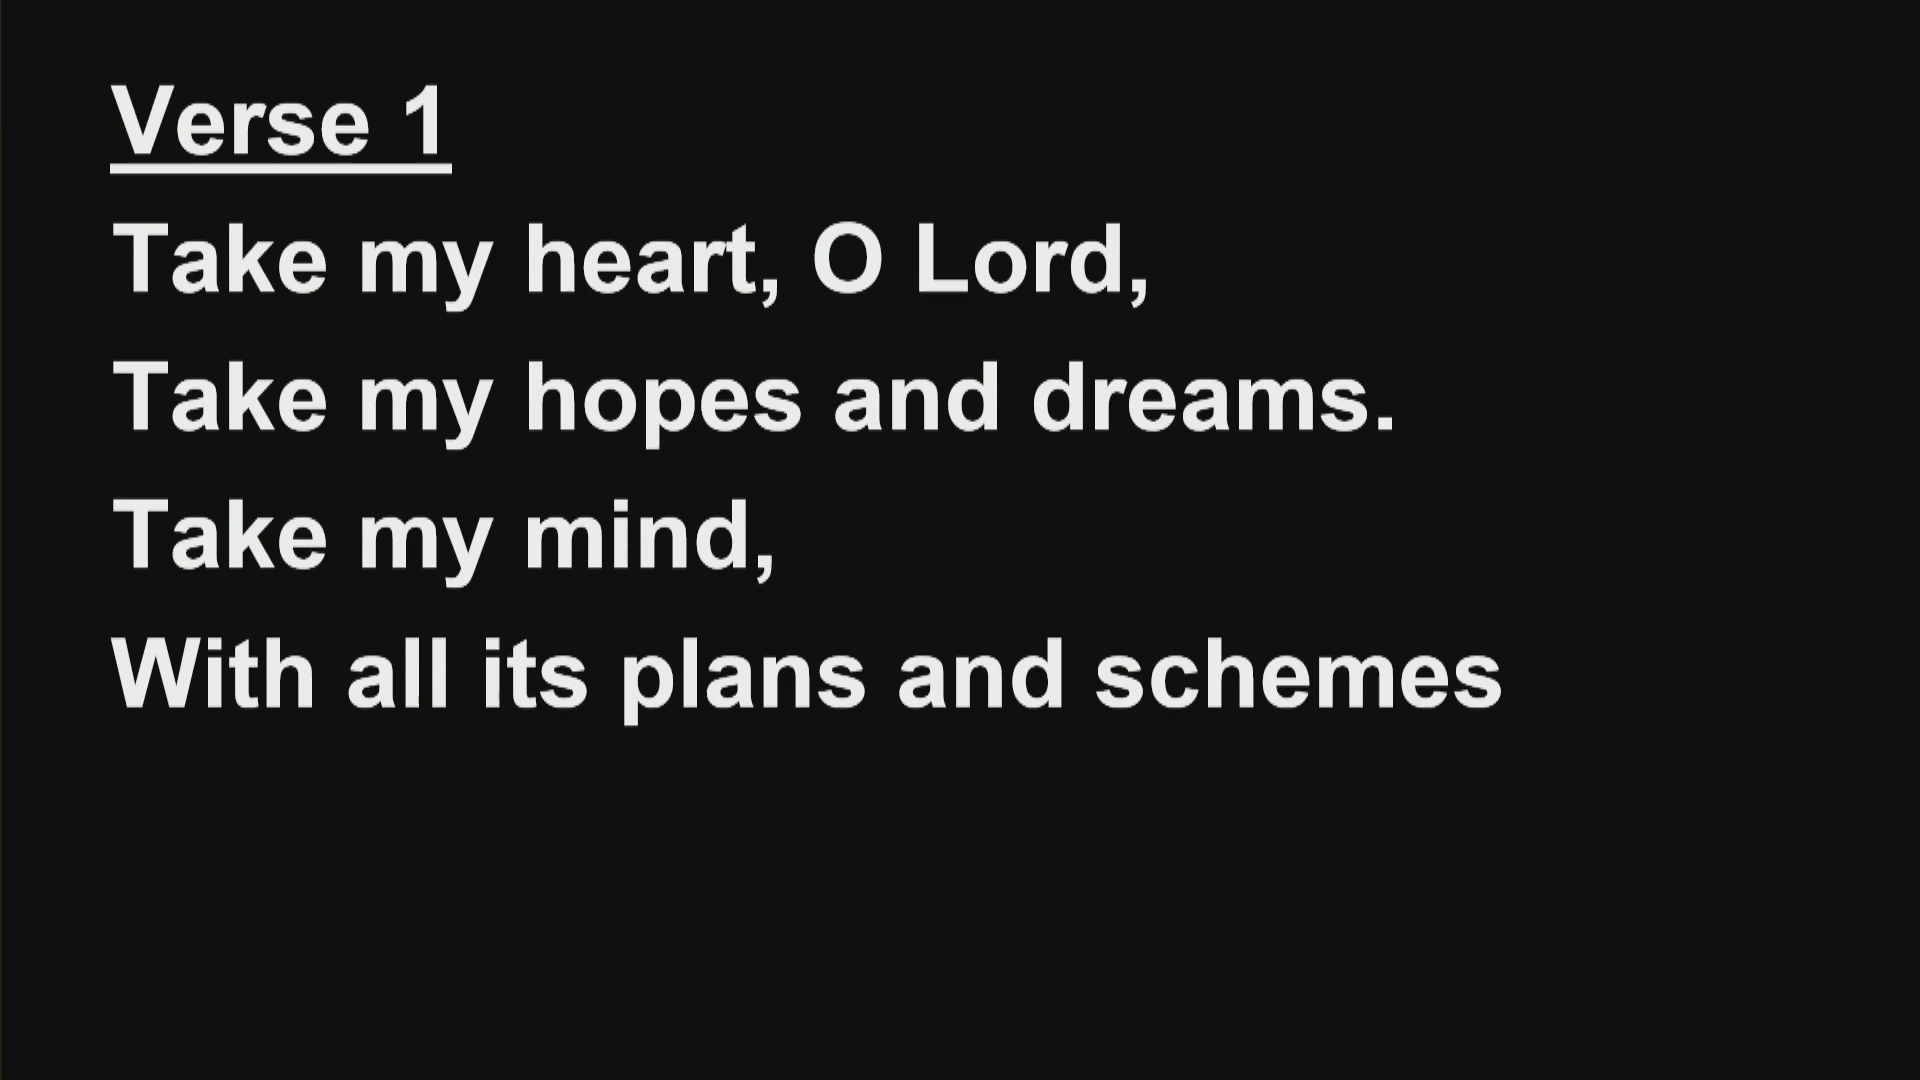 Verse 1
Take my heart, O Lord,
Take my hopes and dreams.
Take my mind,
With all its plans and schemes